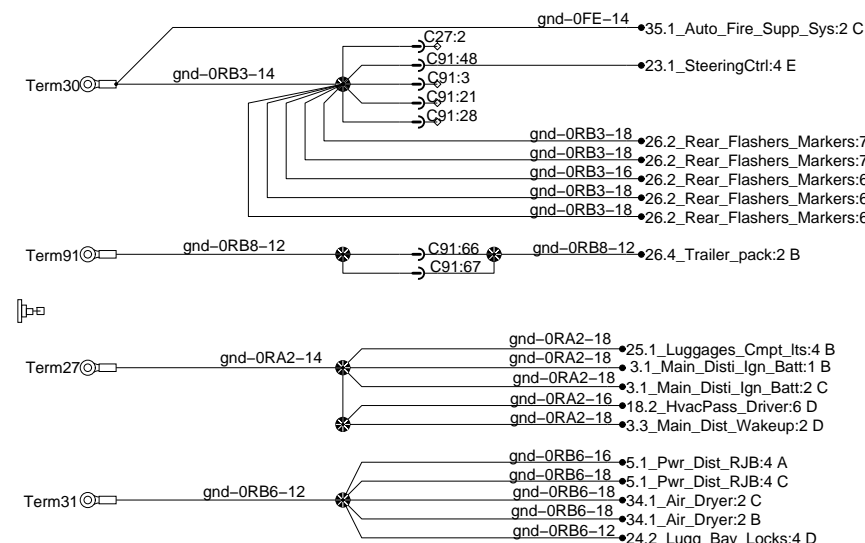 gnd-0FE-14
35.1_Auto_Fire_Supp_Sys:2 C
C27:2
C91:48
23.1_SteeringCtrl:4 E
gnd-0RB3-14
Term30
C91:3
C91:21
C91:28
gnd-0RB3-18
26.2_Rear_Flashers_Markers:7
gnd-0RB3-18
26.2_Rear_Flashers_Markers:7
gnd-0RB3-16
26.2_Rear_Flashers_Markers:6
gnd-0RB3-18
26.2_Rear_Flashers_Markers:6
gnd-0RB3-18
26.2_Rear_Flashers_Markers:6
Term91
gnd-0RB8-12
C91:66
gnd-0RB8-12
26.4_Trailer_pack:2 B
C91:67
gnd-0RA2-18
25.1_Luggages_Cmpt_lts:4 B
Term27
gnd-0RA2-14
gnd-0RA2-18
3.1_Main_Disti_Ign_Batt:1 B
gnd-0RA2-18
3.1_Main_Disti_Ign_Batt:2 C
gnd-0RA2-16
18.2_HvacPass_Driver:6 D
gnd-0RA2-18
3.3_Main_Dist_Wakeup:2 D
gnd-0RB6-16
5.1_Pwr_Dist_RJB:4 A
gnd-0RB6-18
5.1_Pwr_Dist_RJB:4 C
Term31
gnd-0RB6-12
gnd-0RB6-18
34.1_Air_Dryer:2 C
gnd-0RB6-18
34.1_Air_Dryer:2 B
gnd-0RB6-12
24.2_Lugg_Bay_Locks:4 D